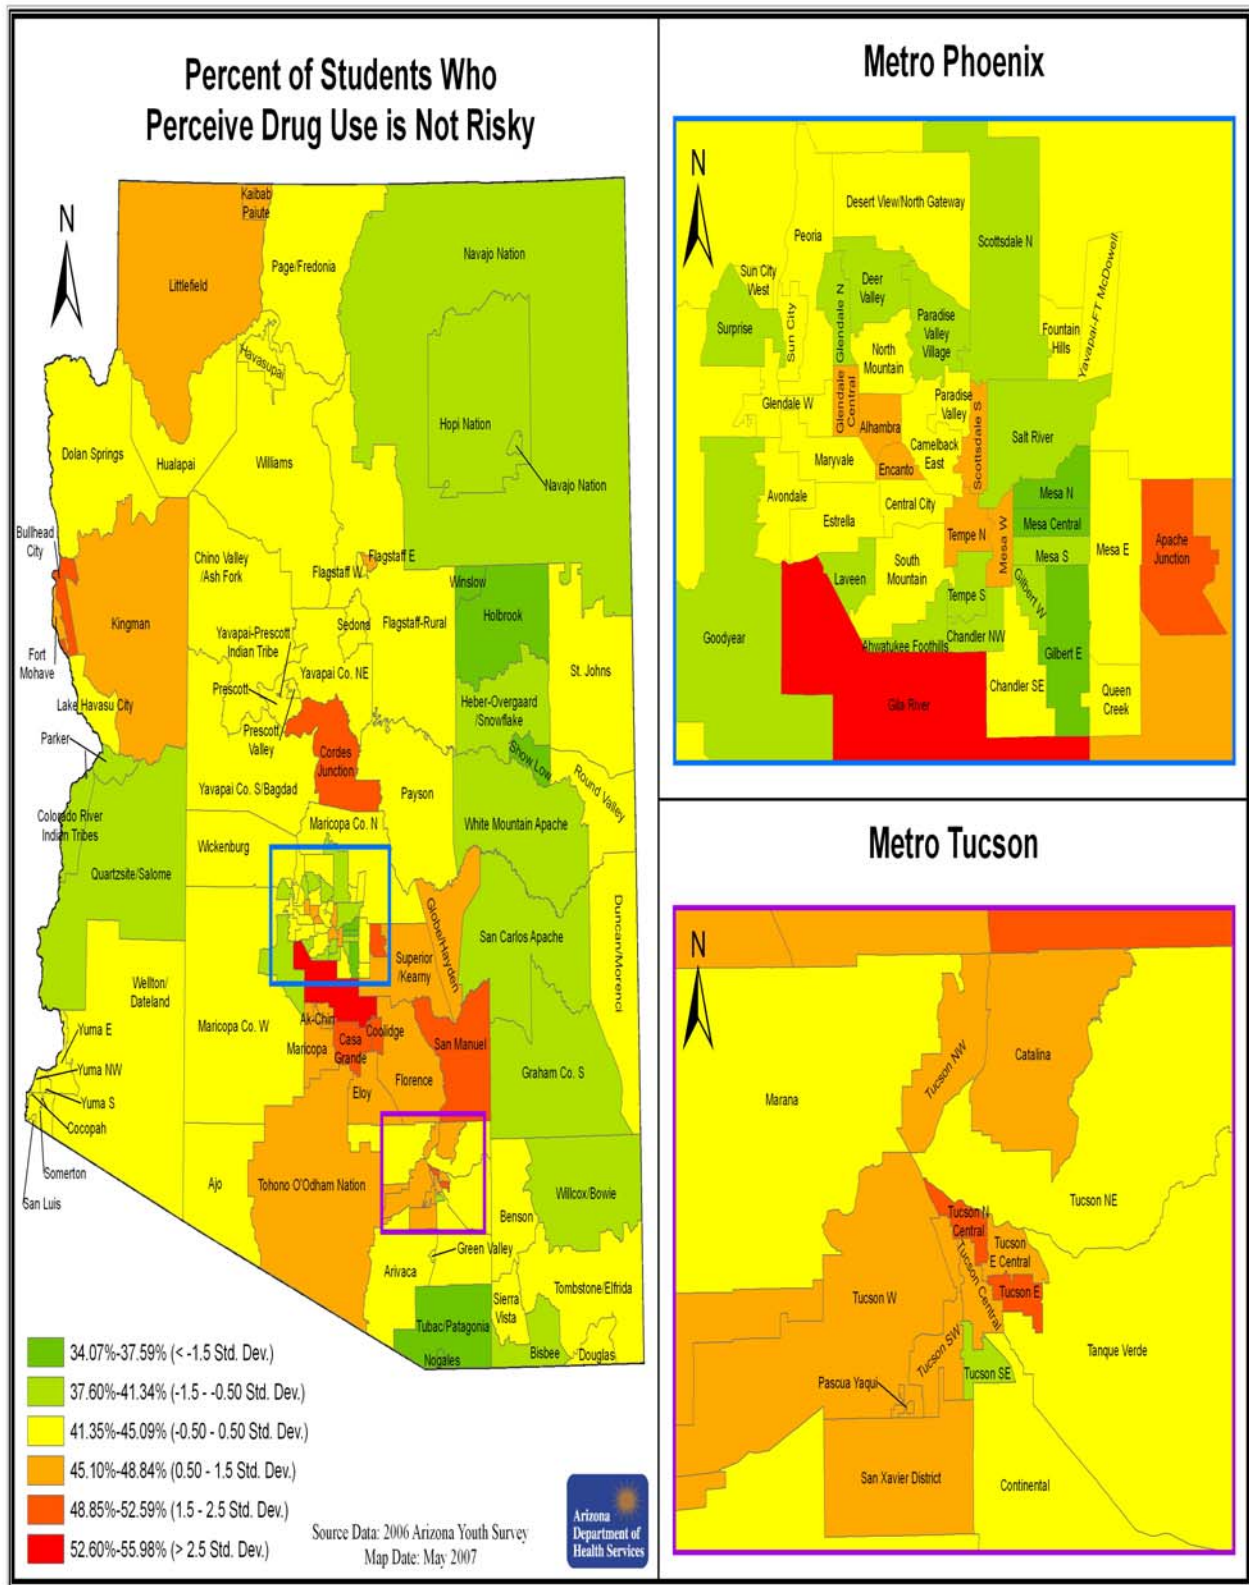 Percent of Students Who
Perceive Drug Use is Not Risky
N
Kaibab
Paiute
Littlefield
Page/Fredonia
Navajo Nation
Havasupai
Hopi Nation
Navajo Nation
Dolan Springs
Hualapai
Williams
Bullhead
City
Chino Valley
/Ash Fork
Flagstaff W
Flagstaff E
Winslow
Holbrook
Kingman
Sedona
Flagstaff-Rural
Yavapai-Prescott
Indian Tribe
Fort
Mohave
Yavapai Co. NE
St. Johns
Prescott
Lake Havasu City
Heber-Overgaard
/Snowflake
Parker
Prescott
Valley
Cordes
Junction
Show Low
Round Valley
Yavapai Co. S/Bagdad
Payson
Colorado River
Indian Tribes
Maricopa Co. N
White Mountain Apache
Wickenburg
Quartzsite/Salome
Globe/Hayden
Duncan/Morenci
San Carlos Apache
Superior
/Kearny
Wellton/
Dateland
Maricopa Co. W
Ak-Chin
Coolidge
Yuma E
Maricopa
Casa
Grande
San Manuel
Yuma NW
Florence
Graham Co. S
Eloy
Yuma S
Cocopah
Somerton
San Luis
Ajo
Tohono O'Odham Nation
Willcox/Bowie
Benson
Green Valley
Arivaca
Tombstone/Elfrida
Sierra
Vista
Tubac/Patagonia
Nogales
Bisbee
Douglas
34.07%-37.59% (< -1.5 Std. Dev.)
37.60%-41.34% (-1.5 - -0.50 Std. Dev.)
41.35%-45.09% (-0.50 - 0.50 Std. Dev.)
45.10%-48.84% (0.50 - 1.5 Std. Dev.)
48.85%-52.59% (1.5 - 2.5 Std. Dev.)
52.60%-55.98% (> 2.5 Std. Dev.)
Source Data: 2006 Arizona Youth Survey
Map Date: May 2007
Arizona
Department of
Health Services
Metro Phoenix
N
Desert View/North Gateway
Peoria
Scottsdale N
Yavapai-FT McDowell
Sun City
West
Deer
Valley
Glendale N
Surprise
Sun City
Paradise
Valley
Village
Fountain
Hills
North
Mountain
Glendale
Central
Paradise
Valley
Scottsdale S
Glendale W
Alhambra
Salt River
Camelback
East
Maryvale
Encanto
Avondale
Central City
Mesa N
Estrella
Mesa Central
Tempe N
Mesa W
Mesa S
Mesa E
Apache
Junction
South
Mountain
Laveen
Gilbert W
Tempe S
Goodyear
Ahwatukee Foothills
Chandler NW
Gilbert E
Chandler SE
Queen
Creek
Gila River
Metro Tucson
N
Tucson NW
Catalina
Marana
Tucson NE
Tucson N
Central
Tucson
E Central
Tucson Central
Tucson E
Tucson W
Tucson SW
Tanque Verde
Pascua Yaqui
Tucson SE
San Xavier District
Continental